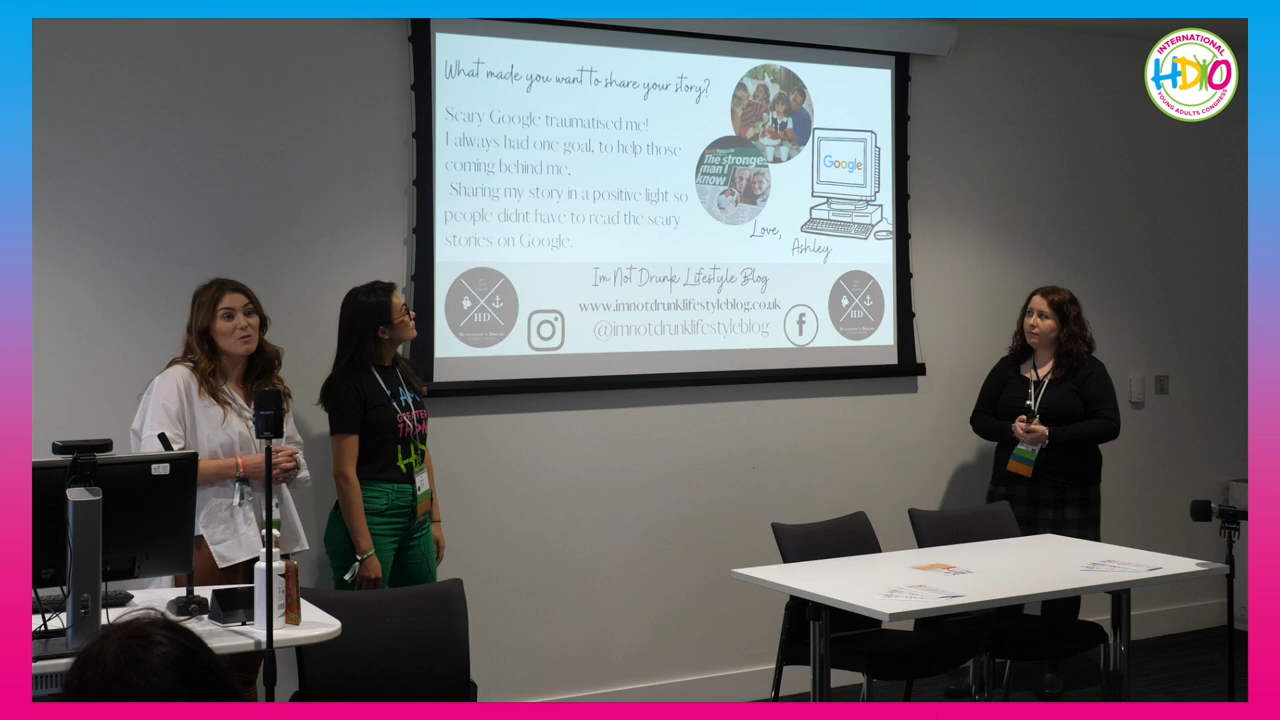 What made you want to share your story?
Scary Google traumatised me!
I always had one goal, to help those
coming behind me.
Sharing my story in a positive light so
people didnt have to read the scary
stories on Google.
The stronges
man I
know
Google
Love,
Ashley
Im Not Drunk Lifestyle Blog
www.imnotdrunklifestyleblog.co.uk
@imnotdrunklifestyleblog
HD
HD
f
INTERNATIONAL
HDYO
YOUNG ADULTS CONGRESS